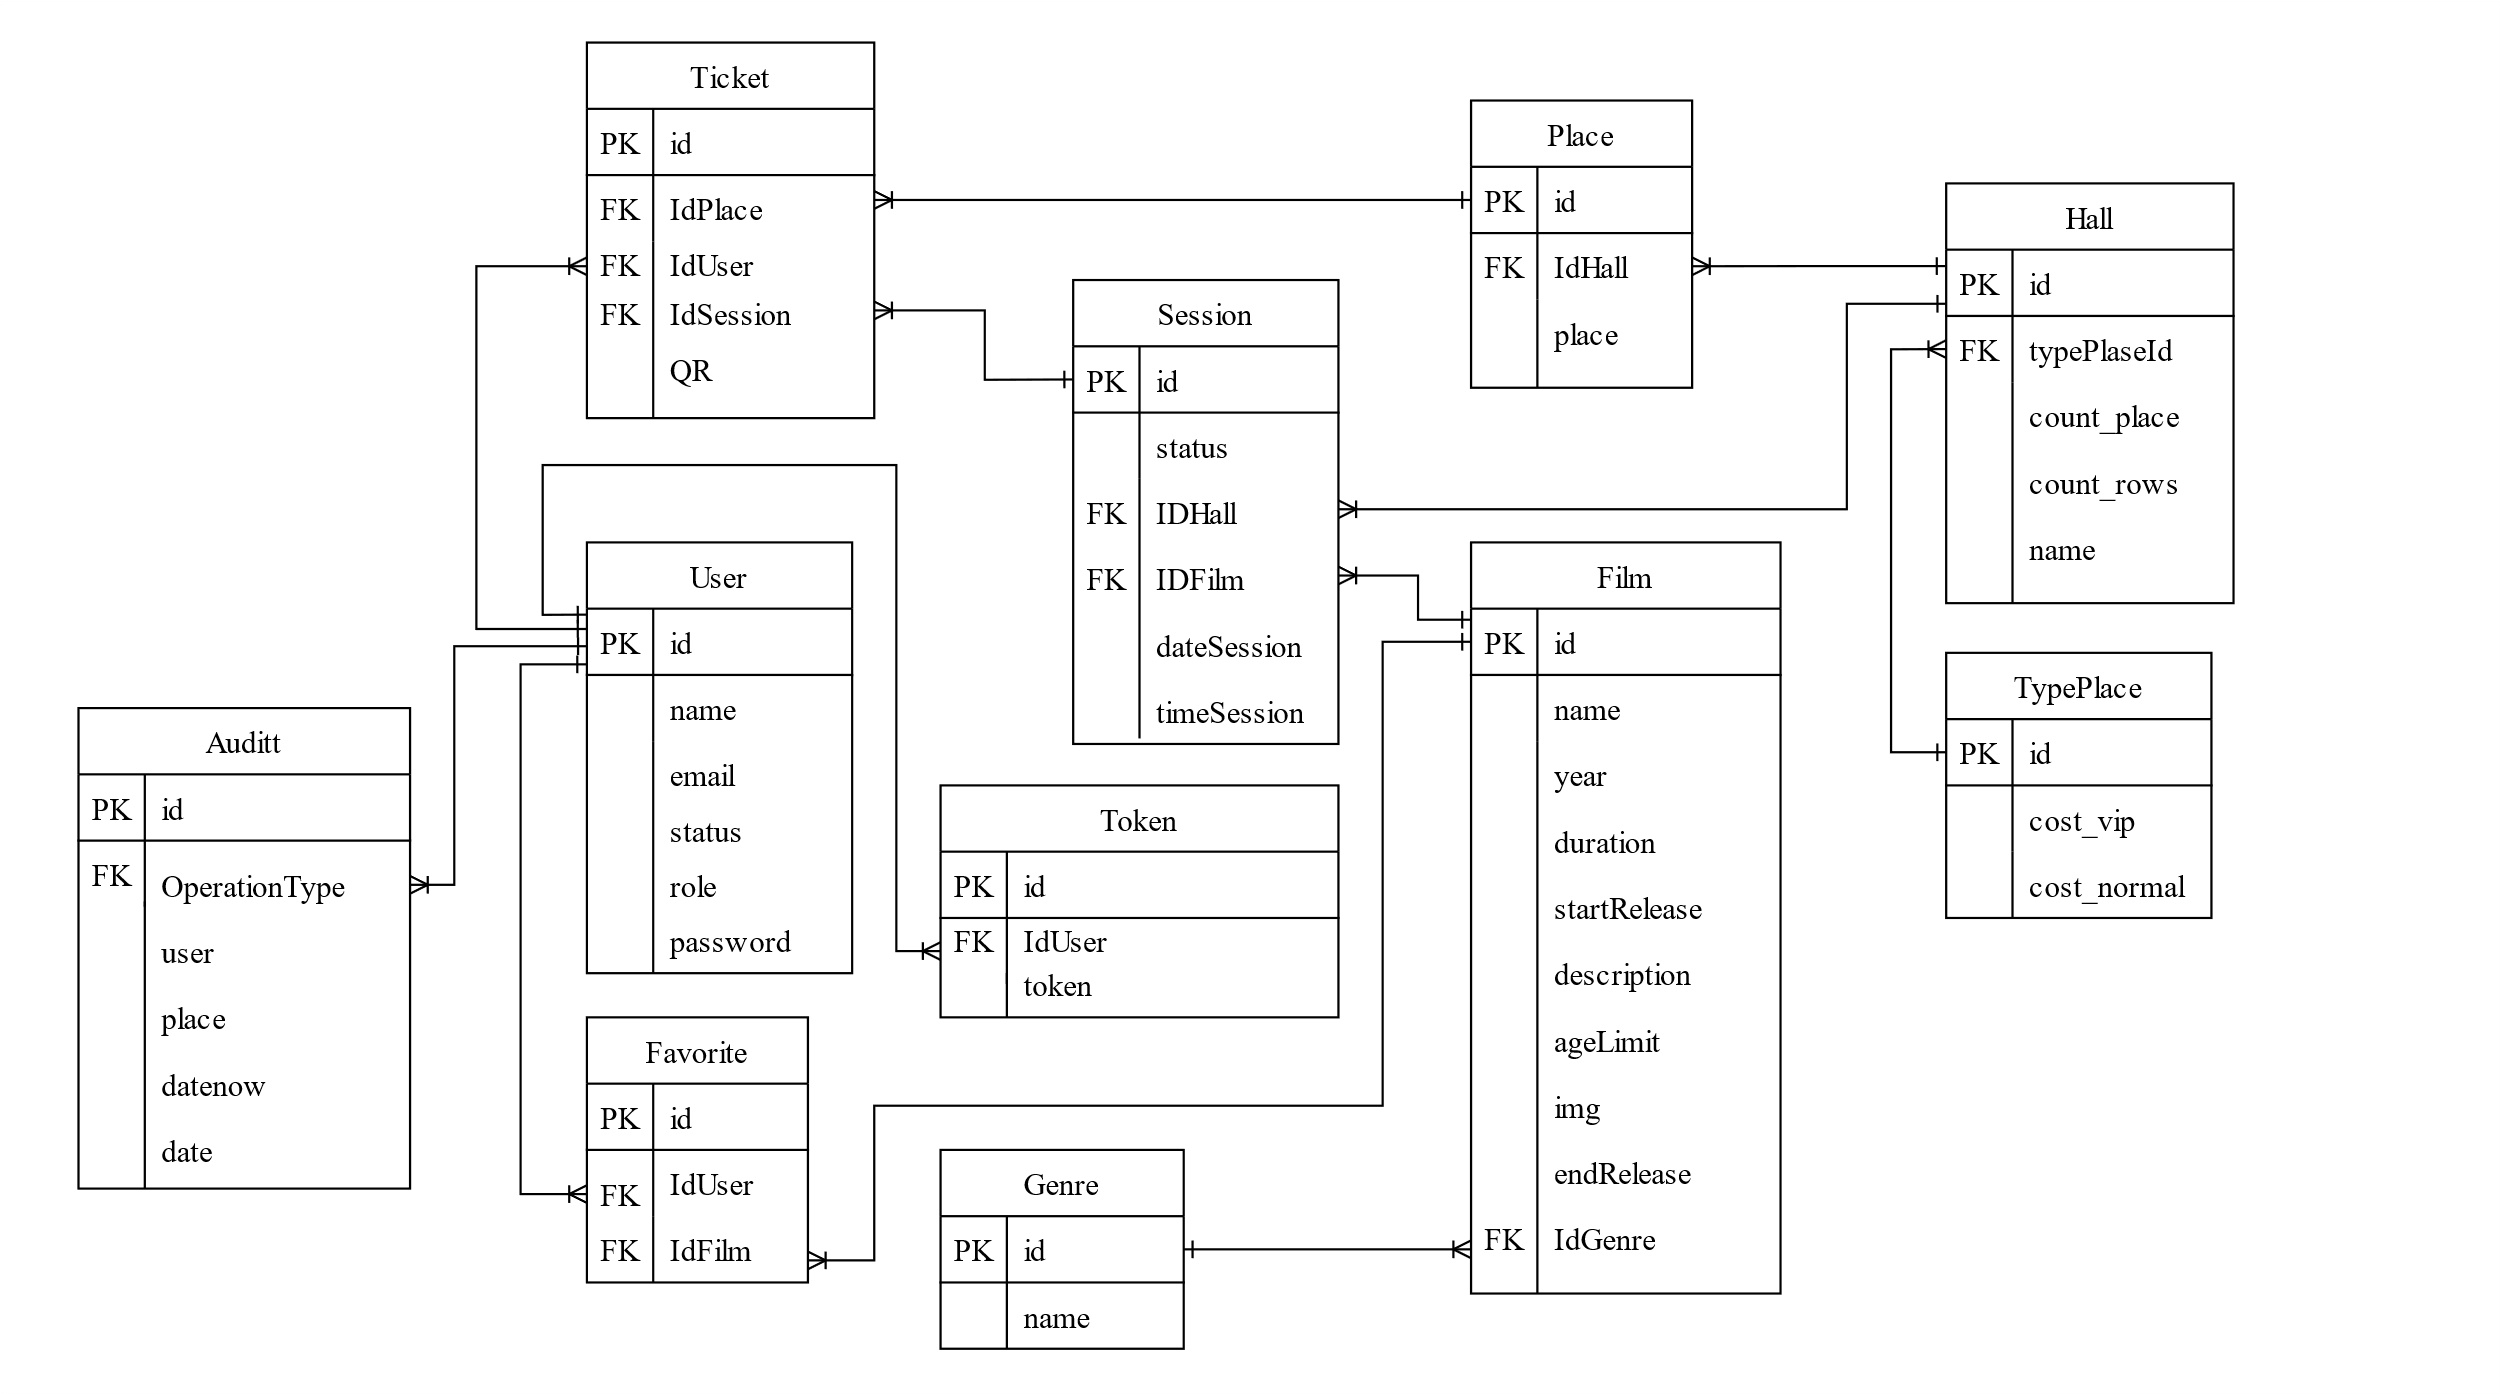 Ticket
PK id
FK IdPlace
FK IdUser
FK IdSession
QR
Place
PK id
FK IdHall
place
Hall
PK id
FK typePlaseId
count_place
count_rows
name
Session
PK id
status
FK IDHall
FK IDFilm
dateSession
timeSession
User
PK id
name
email
status
role
password
Film
PK id
name
year
duration
startRelease
description
ageLimit
img
endRelease
FK IdGenre
TypePlace
PK id
cost_vip
cost_normal
Auditt
PK id
FK OperationType
user
place
datenow
date
Token
PK id
FK IdUser
token
Favorite
PK id
FK IdUser
FK IdFilm
Genre
PK id
name